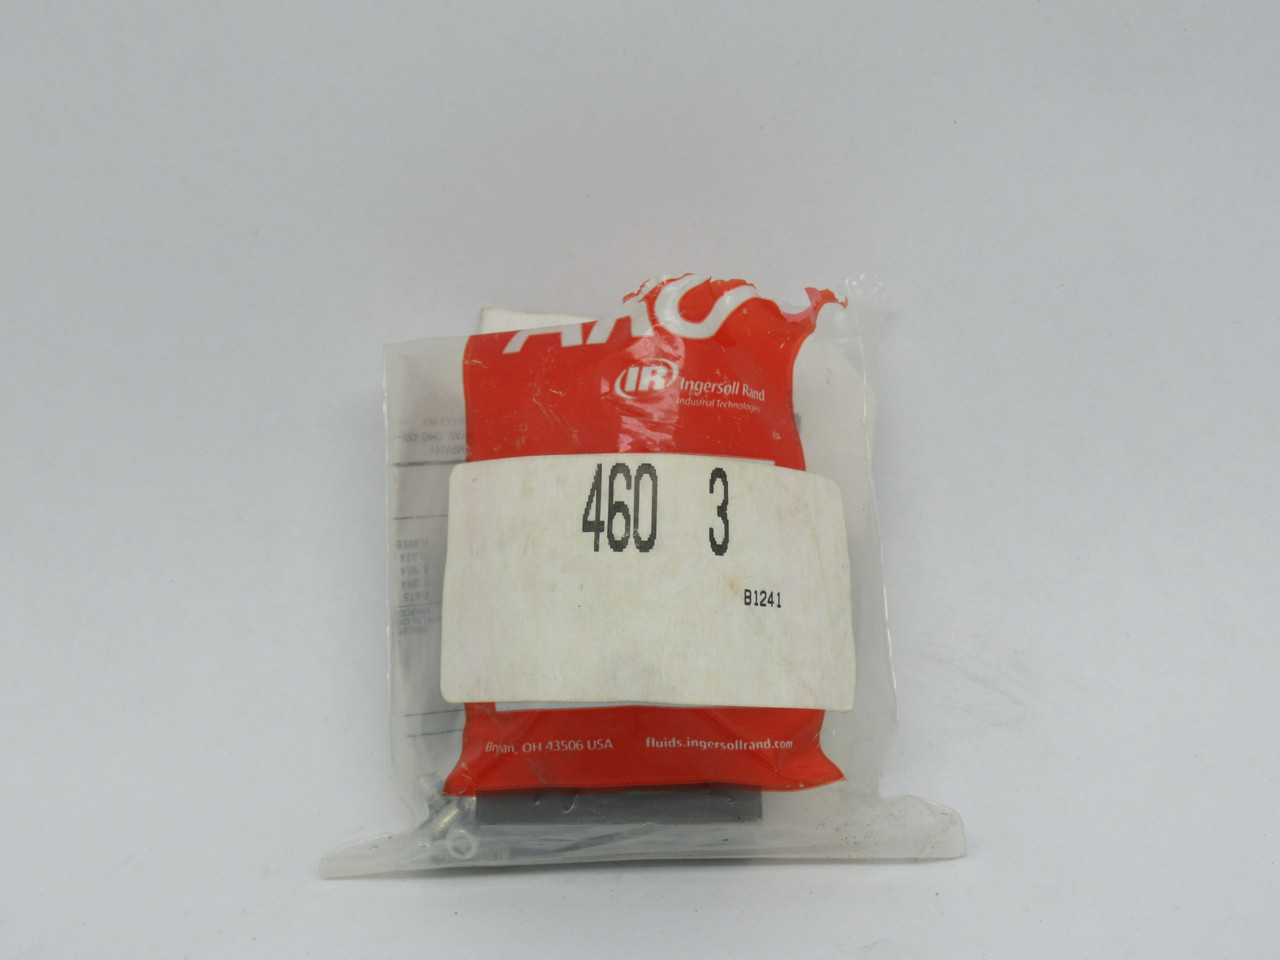 ARO
IR Ingersoll Rand
Industrial Technologies
460 3
B1241
Bryan, OH 43506 USA fluids.ingersollrand.com